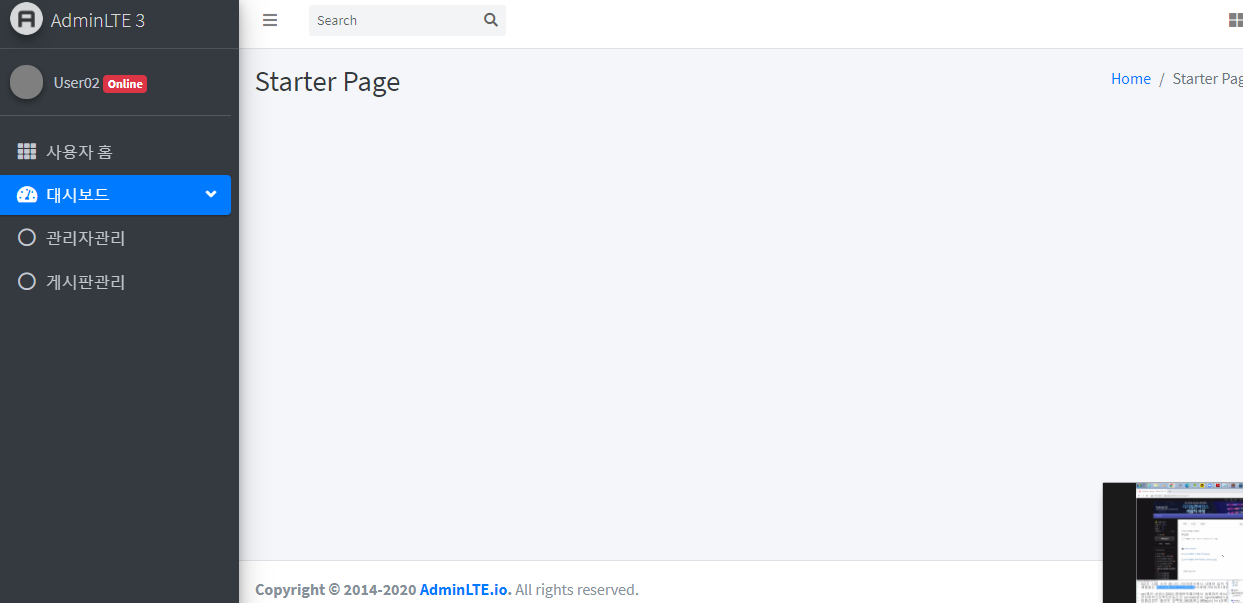 AdminLTE 3
Search
User02 Online
Starter Page
Home / Starter Pag
사용자 홈
대시보드
관리자관리
게시판관리
Copyright © 2014-2020 AdminLTE.io. All rights reserved.